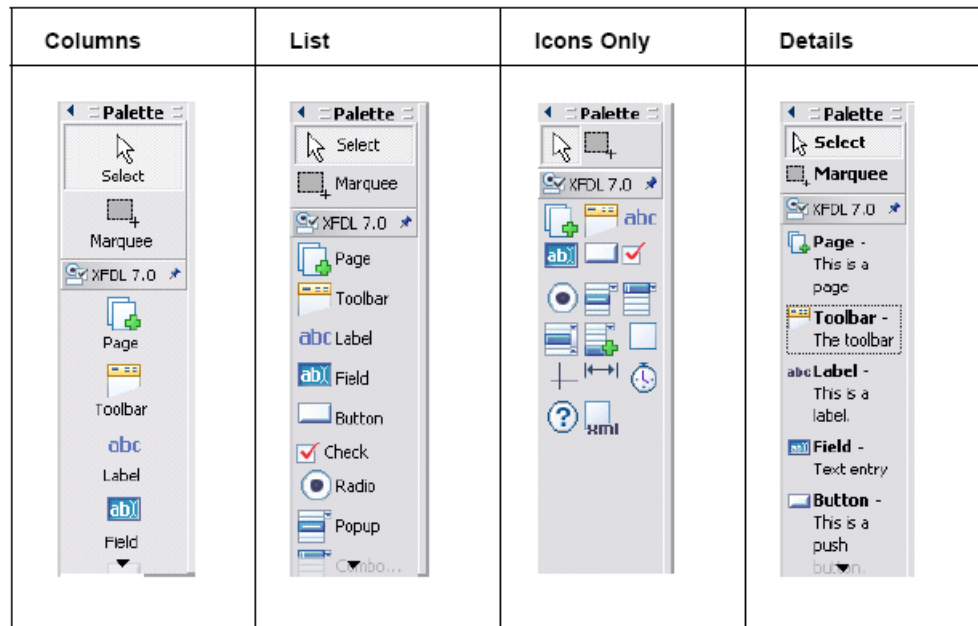 Columns
List
Icons Only
Details
Palette
Select
Marquee
XFDL 7.0
Page
Toolbar
abc
Label
ab
Field
Palette
Select
Marquee
XFDL 7.0
Page
Toolbar
abc Label
ab Field
Button
Check
Radio
Popup
Combo...
Palette
XFDL 7.0
abc
ab
?
xml
Palette
Select
Marquee
XFDL 7.0
Page -
This is a
page
Toolbar -
The toolbar
abc Label -
This is a
label.
ab Field -
Text entry
Button -
This is a
push
button.